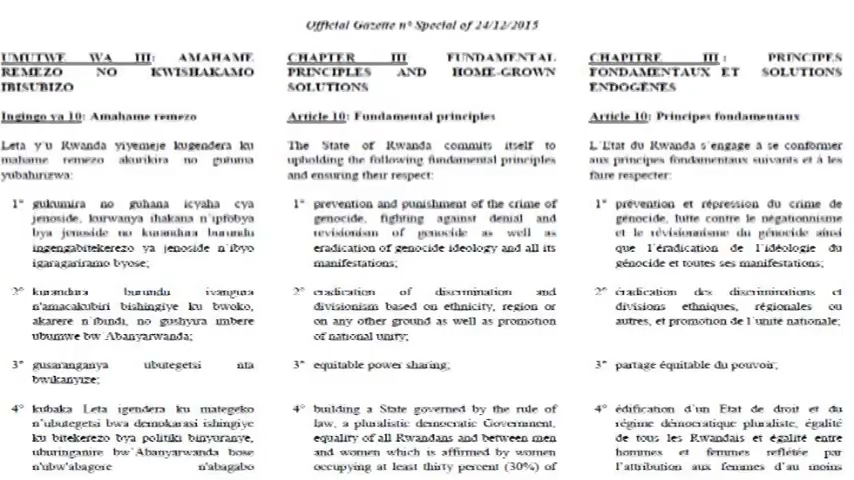 Official Gazette n° Special of 24/12/2015
UMUTWE WA III: AMAHAME
REMEZO NO KWISHAKAMO
IBISUBIZO
Ingingo ya 10: Amahame remezo
Leta y'u Rwanda yiyemeje kugendera ku
mahame remezo akurikira no gutuma
yubahirizwa:
1° gukumira no guhana icyaha cya
jenoside, kurwanya ihakana n'ipfobya
bya jenoside no kurandura burundu
ingengabitekerezo ya jenoside n'ibyo
igaragariramo byose;
2° kurandura burundu ivangura
n'amacakubiri bishingiye ku bwoko,
akarere n'ibindi, no gushyira imbere
ubumwe bw'Abanyarwanda;
3° gusaranganya ubutegetsi nta
bwikanyize;
4° kubaka Leta igendera ku mategeko
n'ubutegetsi bwa demokarasi ishingiye
ku bitekerezo bya politiki binyuranye,
uburinganire bw'Abanyarwanda bose
n'ubw'abagore n'abagabo
CHAPTER III FUNDAMENTAL
PRINCIPLES AND HOME-GROWN
SOLUTIONS
Article 10: Fundamental principles
The State of Rwanda commits itself to
upholding the following fundamental principles
and ensuring their respect:
1° prevention and punishment of the crime of
genocide, fighting against denial and
revisionism of genocide as well as
eradication of genocide ideology and all its
manifestations;
2° eradication of discrimination and
divisionism based on ethnicity, region or
on any other ground as well as promotion
of national unity;
3° equitable power sharing;
4° building a State governed by the rule of
law, a pluralistic democratic Government,
equality of all Rwandans and between men
and women which is affirmed by women
occupying at least thirty percent (30%) of
CHAPITRE III : PRINCIPES
FONDAMENTAUX ET SOLUTIONS
ENDOGÈNES
Article 10: Principes fondamentaux
L'Etat du Rwanda s'engage à se conformer
aux principes fondamentaux suivants et à les
faire respecter:
1° prévention et répression du crime de
génocide, lutte contre le négationnisme
et le révisionnisme du génocide ainsi
que l'éradication de l'idéologie du
génocide et toutes ses manifestations;
2° éradication des discriminations et
divisions ethniques, régionales ou
autres, et promotion de l'unité nationale;
3° partage équitable du pouvoir;
4° édification d'un Etat de droit et du
régime démocratique pluraliste, égalité
de tous les Rwandais et égalité entre
hommes et femmes reflétée par
l'attribution aux femmes d'au moins